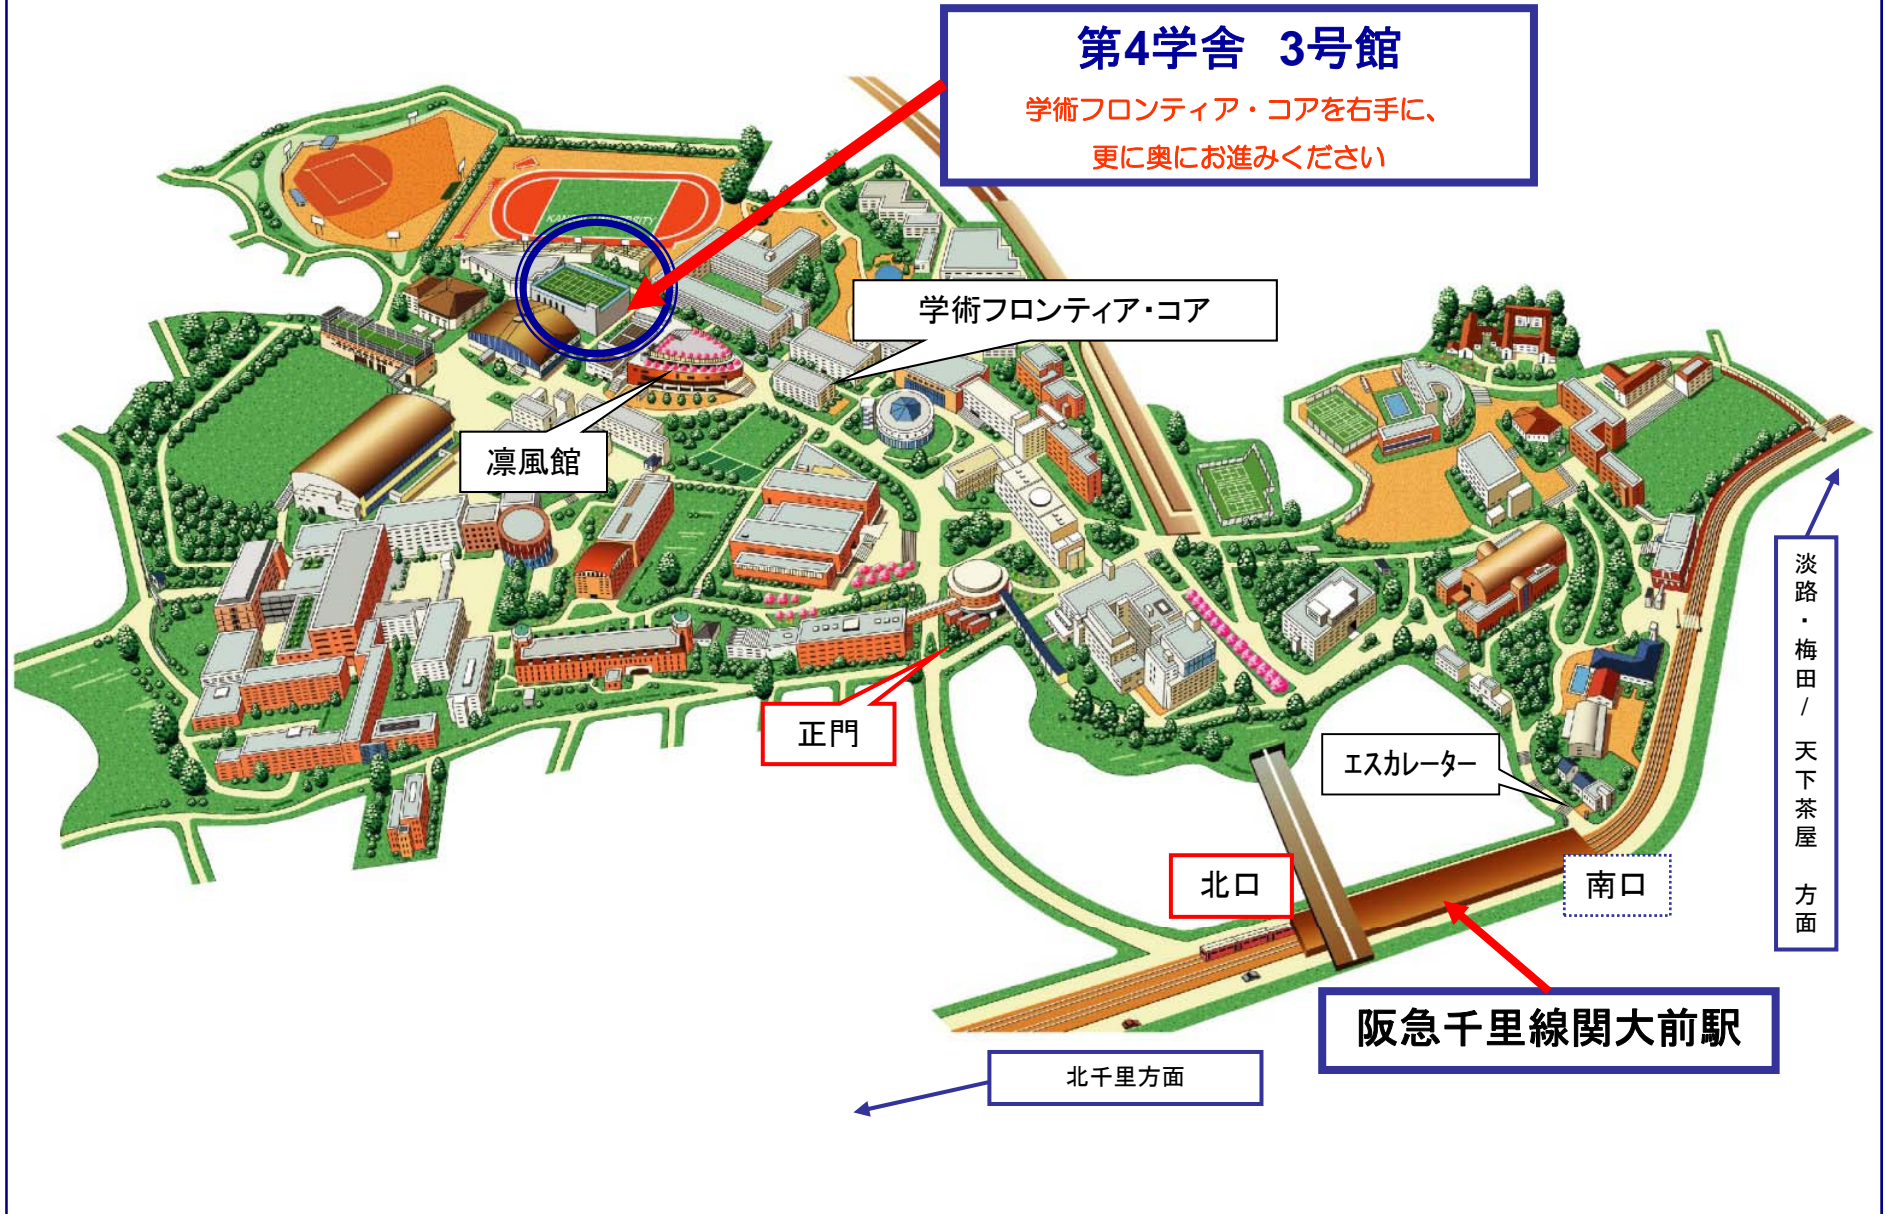 第4学舎　3号館
学術フロンティア・コアを右手に、
更に奥にお進みください
KANSAI UNIVERSITY
学術フロンティア・コア
凛風館
正門
エスカレーター
北口
南口
淡路・梅田/ 天下茶屋　方面
阪急千里線関大前駅
北千里方面